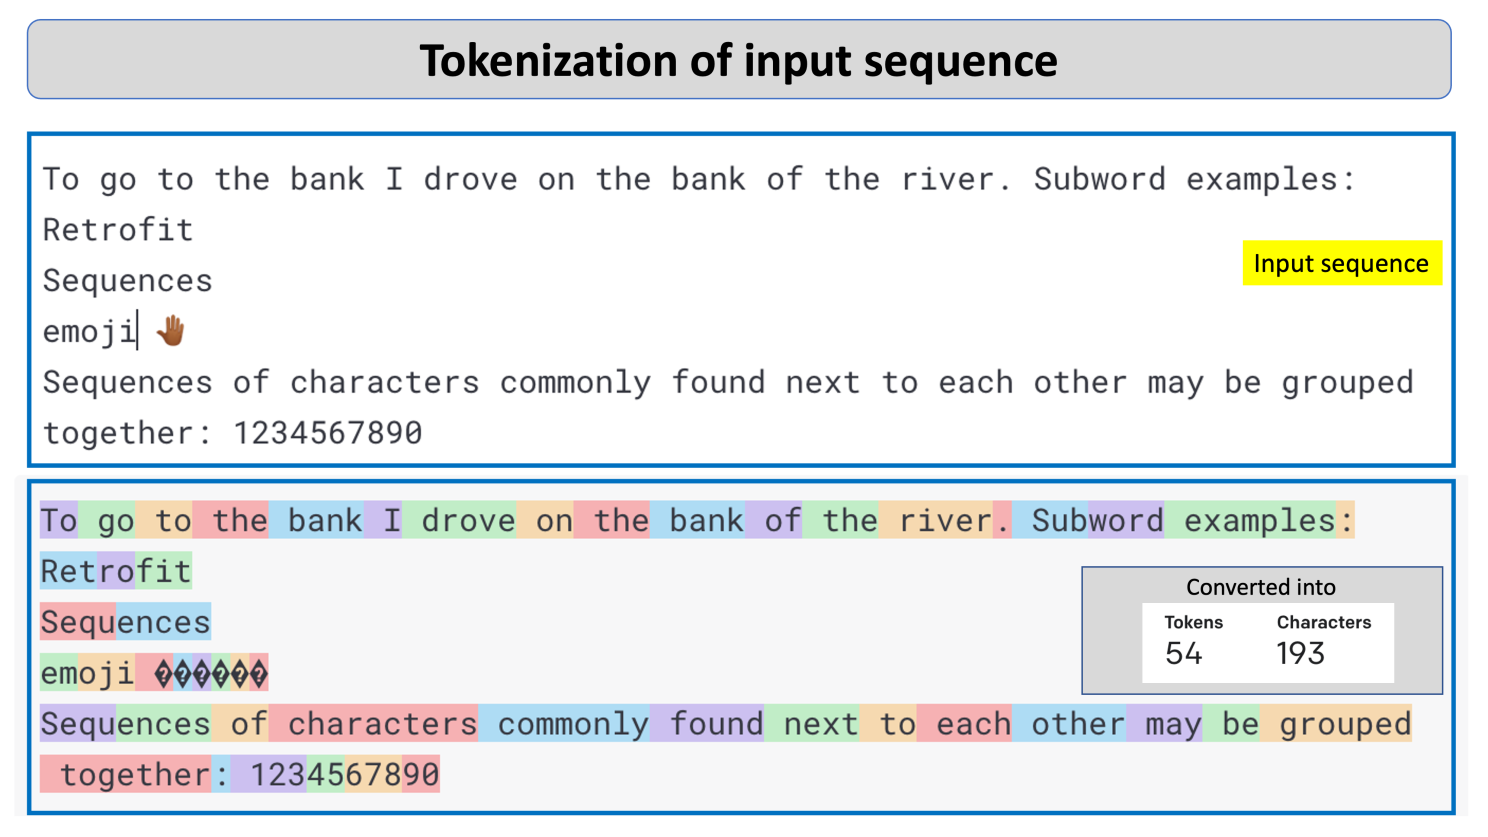 Tokenization of input sequence
To go to the bank I drove on the bank of the river. Subword examples:
Retrofit
Sequences
emoji 🤚🏾
Sequences of characters commonly found next to each other may be grouped
together: 1234567890
Input sequence
To go to the bank I drove on the bank of the river. Subword examples:
Retrofit
Sequences
emoji ������
Sequences of characters commonly found next to each other may be grouped
together: 1234567890
Converted into
Tokens Characters
54 193